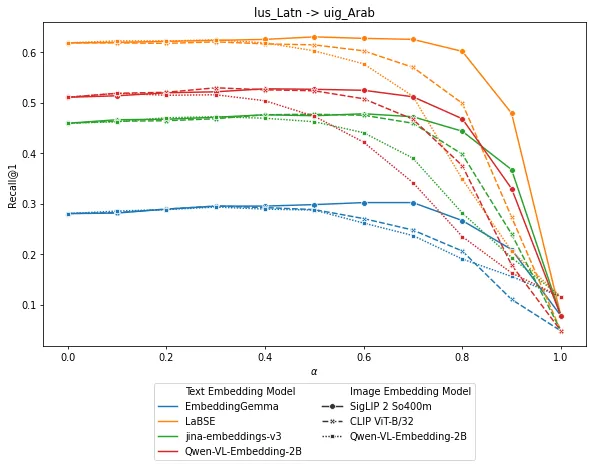 lus_Latn -> uig_Arab
Recall@1
0.6
0.5
0.4
0.3
0.2
0.1
0.0 0.2 0.4 0.6 0.8 1.0
α
Text Embedding Model
EmbeddingGemma
LaBSE
jina-embeddings-v3
Qwen-VL-Embedding-2B
Image Embedding Model
SigLIP 2 So400m
CLIP ViT-B/32
Qwen-VL-Embedding-2B